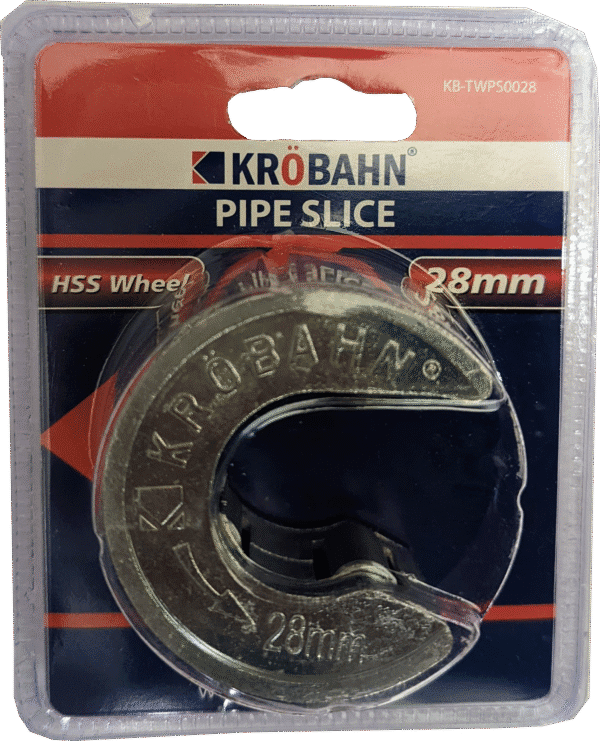 KB-TWPS0028
KRÖBAHN®
PIPE SLICE
HSS Wheel
28mm
KRÖBAHN®
28mm